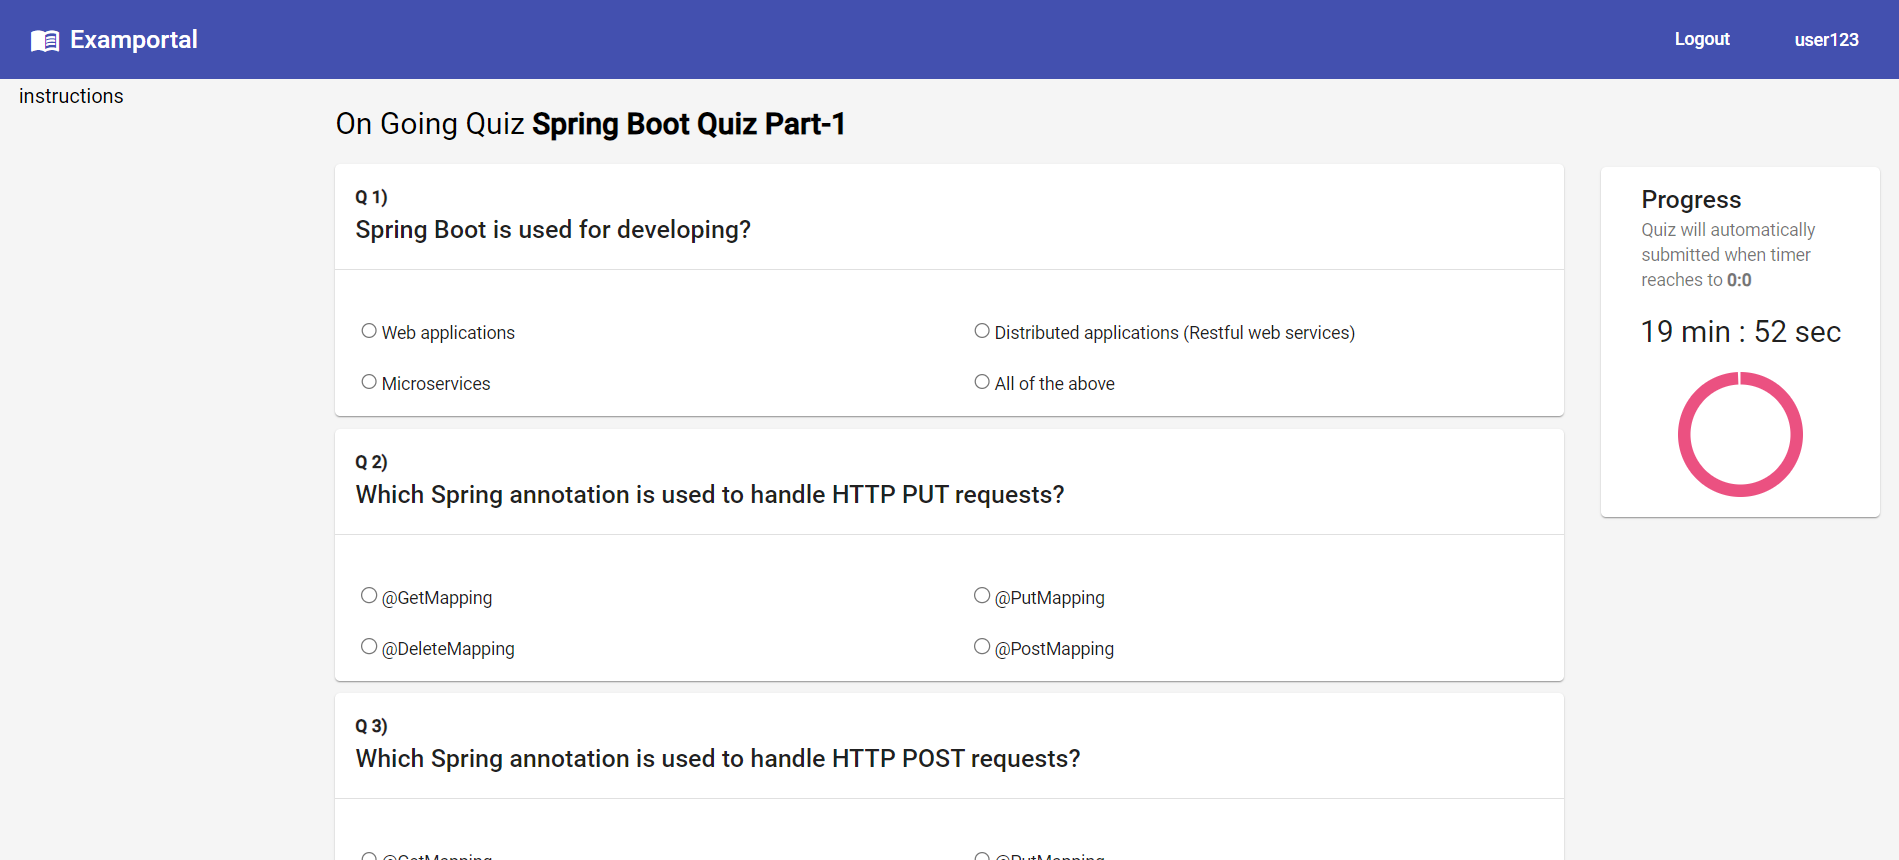 Examportal
Logout
user123
instructions
On Going Quiz Spring Boot Quiz Part-1
Q 1)
Spring Boot is used for developing?
Web applications
Distributed applications (Restful web services)
Microservices
All of the above
Q 2)
Which Spring annotation is used to handle HTTP PUT requests?
@GetMapping
@PutMapping
@DeleteMapping
@PostMapping
Q 3)
Which Spring annotation is used to handle HTTP POST requests?
@GetMapping
@PutMapping
Progress
Quiz will automatically
submitted when timer
reaches to 0:0
19 min : 52 sec